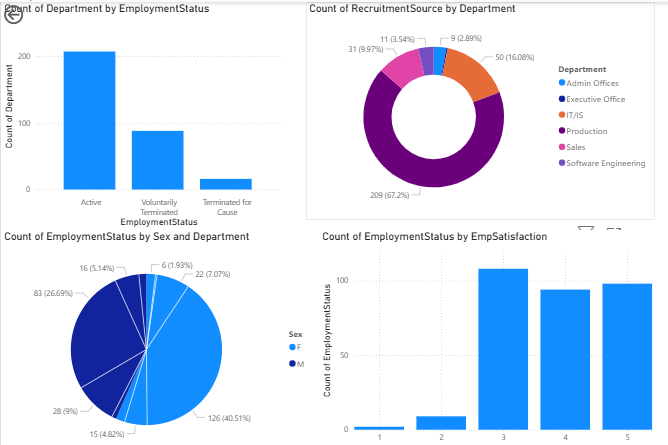 Count of Department by EmploymentStatus
Count of Department
200
100
0
Active
Voluntarily
Terminated
Terminated for
Cause
EmploymentStatus
Count of RecruitmentSource by Department
11 (3.54%)
9 (2.89%)
31 (9.97%)
50 (16.08%)
209 (67.2%)
Department
Admin Offices
Executive Office
IT/IS
Production
Sales
Software Engineering
Count of EmploymentStatus by Sex and Department
16 (5.14%)
6 (1.93%)
22 (7.07%)
83 (26.69%)
28 (9%)
15 (4.82%)
126 (40.51%)
Sex
F
M
Count of EmploymentStatus by EmpSatisfaction
Count of EmploymentStatus
100
50
0
1
2
3
4
5